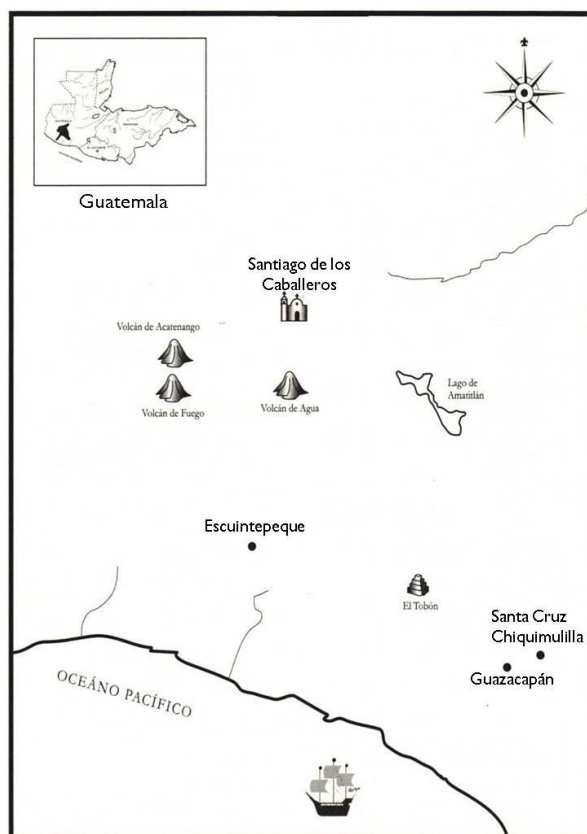 Guatemala
Santiago de los
Caballeros
Volcán de Acatenango
Volcán de Fuego
Volcán de Agua
Lago de
Amatitlán
Escuintepeque
El Tobón
Santa Cruz
Chiquimulilla
Guazacapán
OCEÁNO PACÍFICO